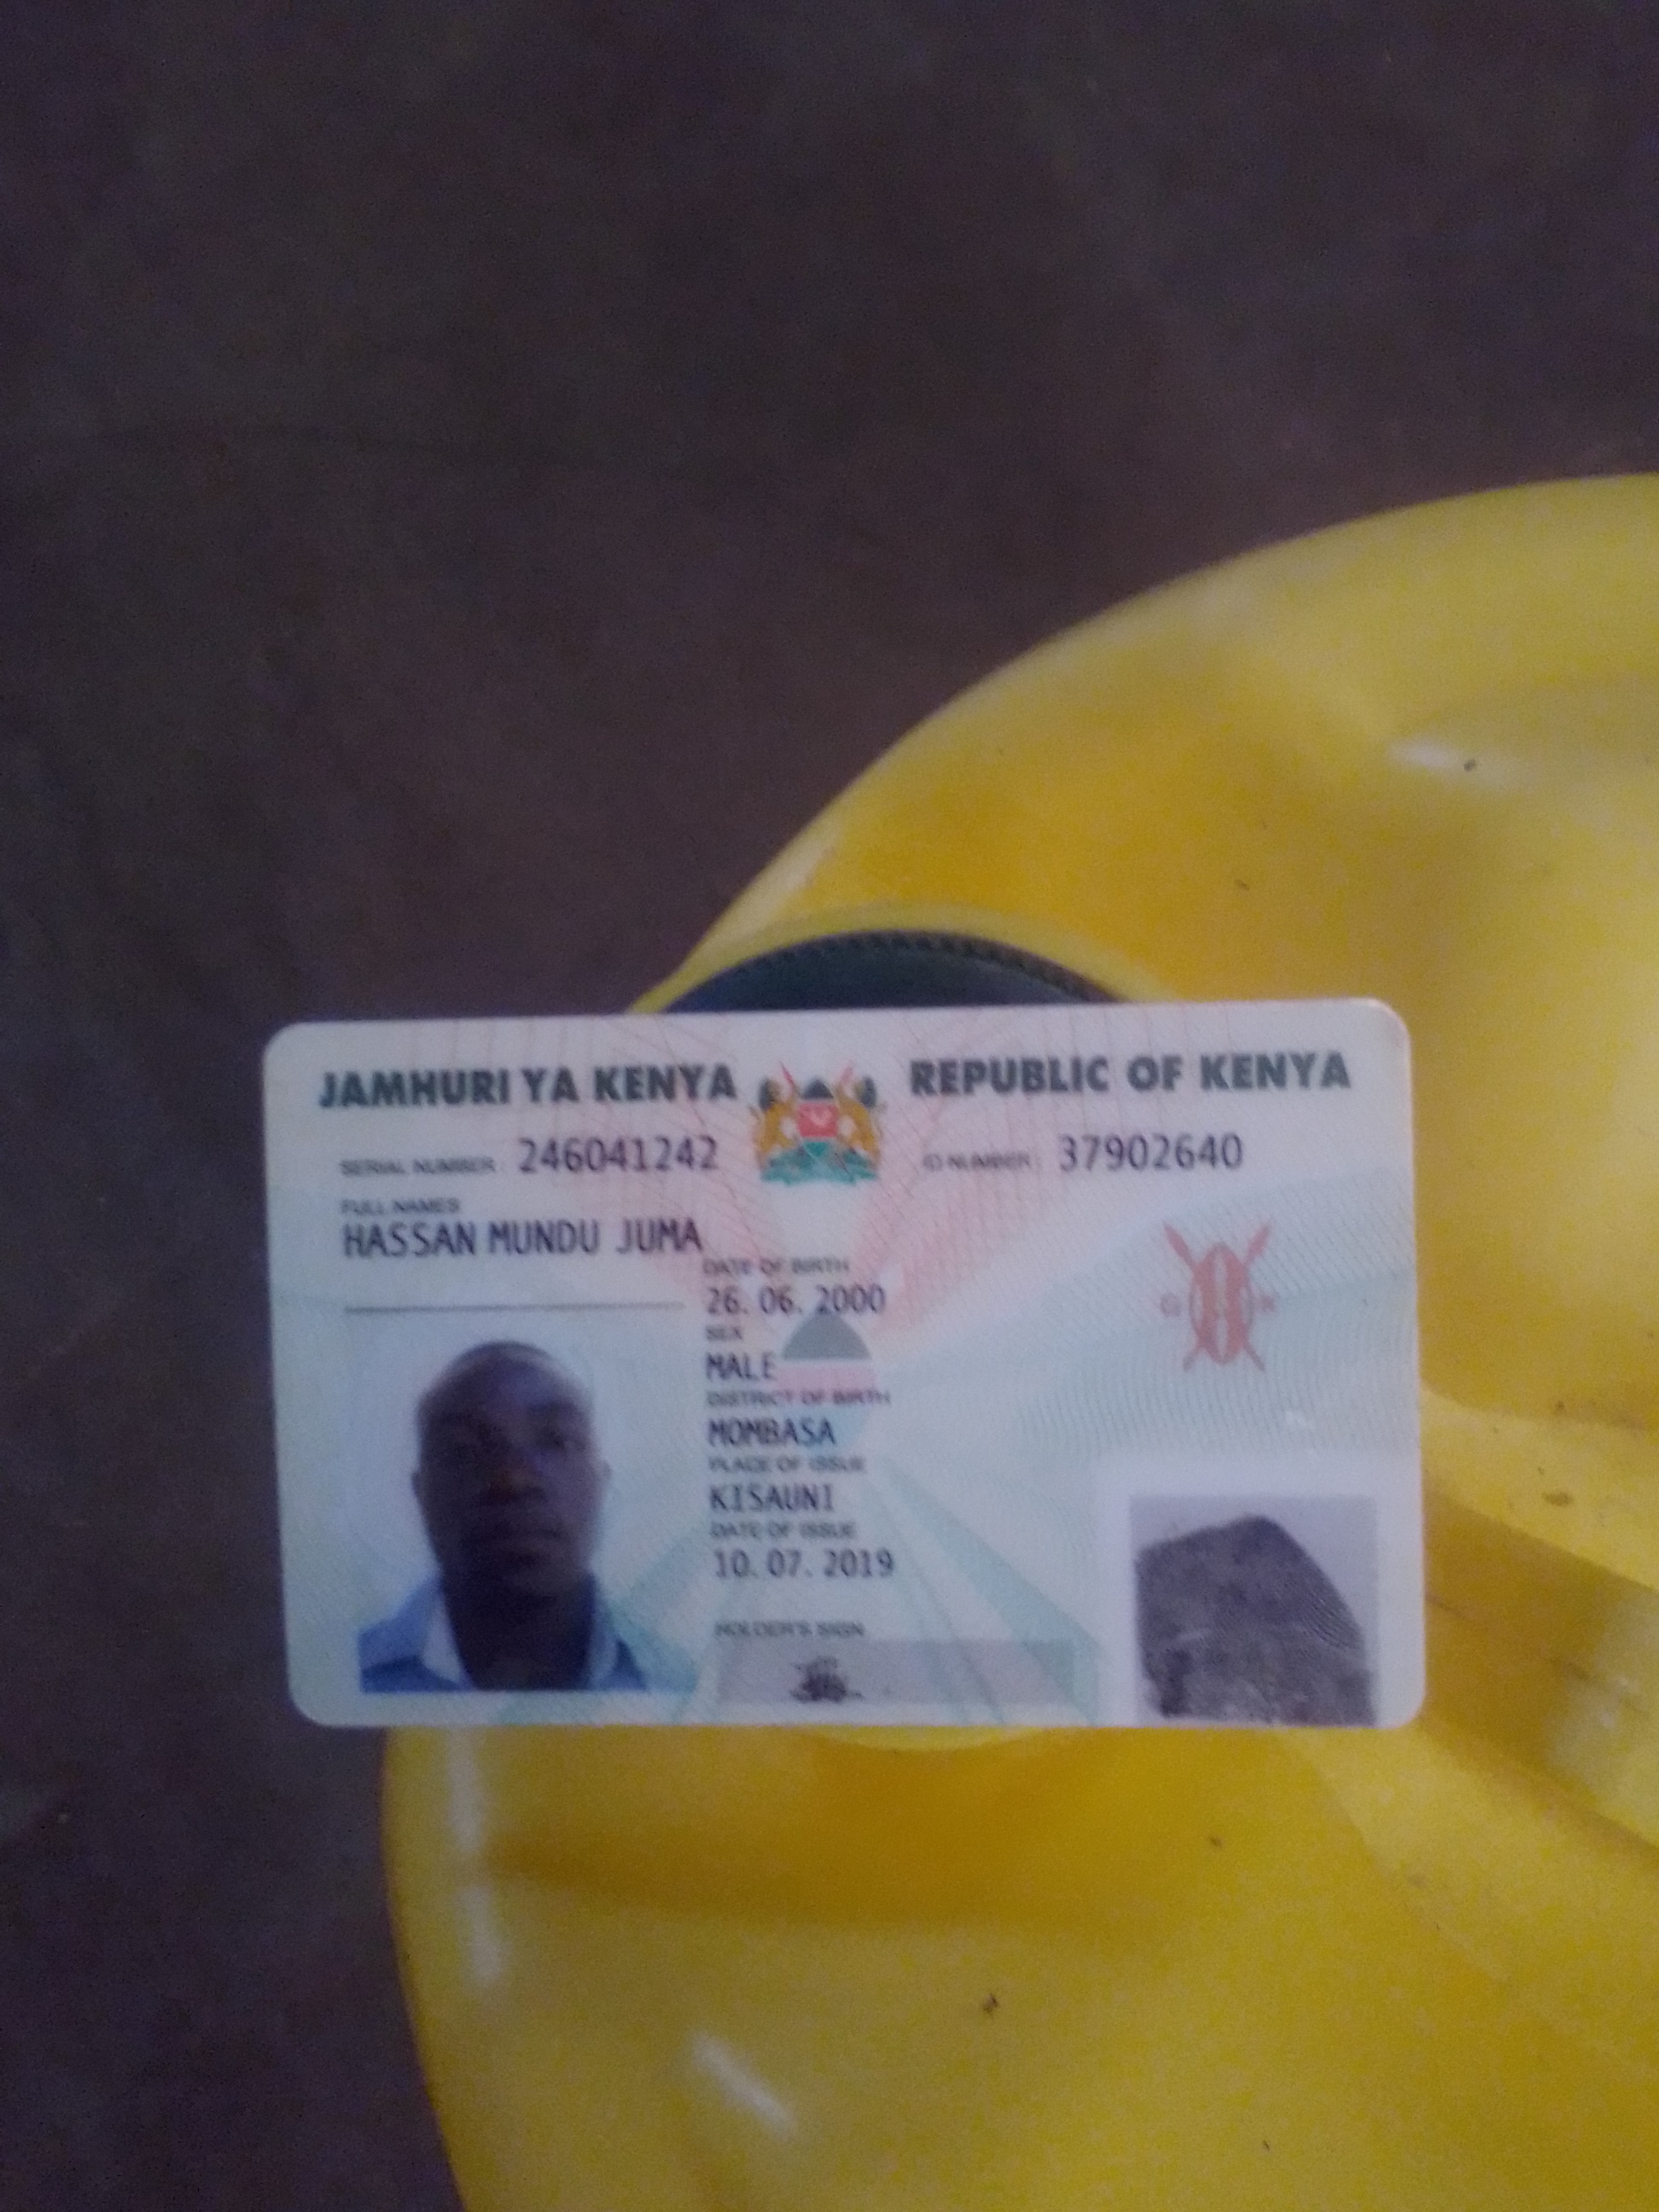 JAMHURI YA KENYA REPUBLIC OF KENYA
SERIAL NUMBER: 246041242 ID NUMBER: 37902640
FULL NAMES
HASSAN MUNDU JUMA
DATE OF BIRTH
26. 06. 2000
SEX
MALE
DISTRICT OF BIRTH
MOMBASA
PLACE OF ISSUE
KISAUNI
DATE OF ISSUE
10. 07. 2019
HOLDER'S SIGN